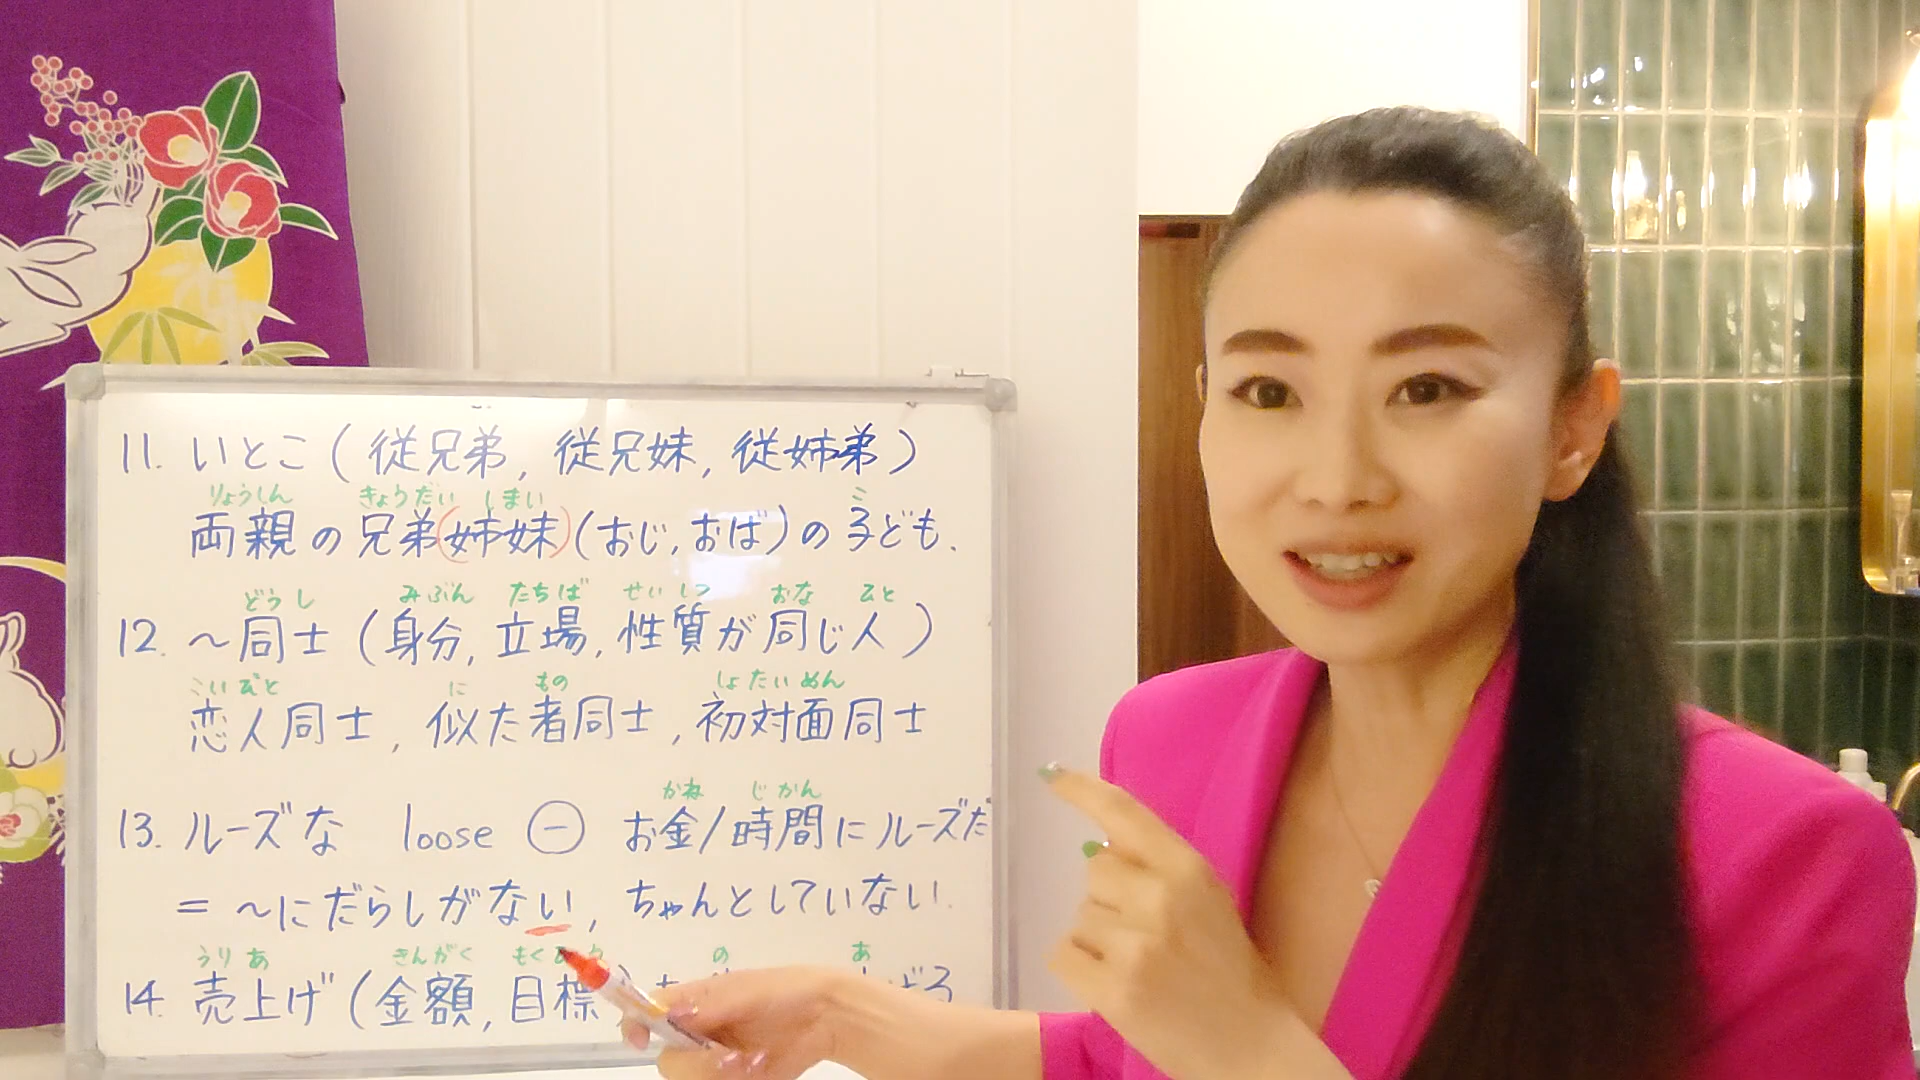 11. いとこ (従兄弟, 従兄妹, 従姉弟)
りょうしん きょうだい しまい こ
両親の兄弟(姉妹)(おじ,おば)の子ども.
どうし みぶん たちば せいしつ おな ひと
12. ～同士 (身分, 立場, 性質が同じ人)
こいびと に もの しょたいめん
恋人同士, 似た者同士, 初対面同士
かね じかん
13. ルーズな loose ⊖ お金/時間にルーズだ
= ～にだらしがない, ちゃんとしていない.
うりあ きんがく の あ
14. 売上げ (金額, 目標) げる